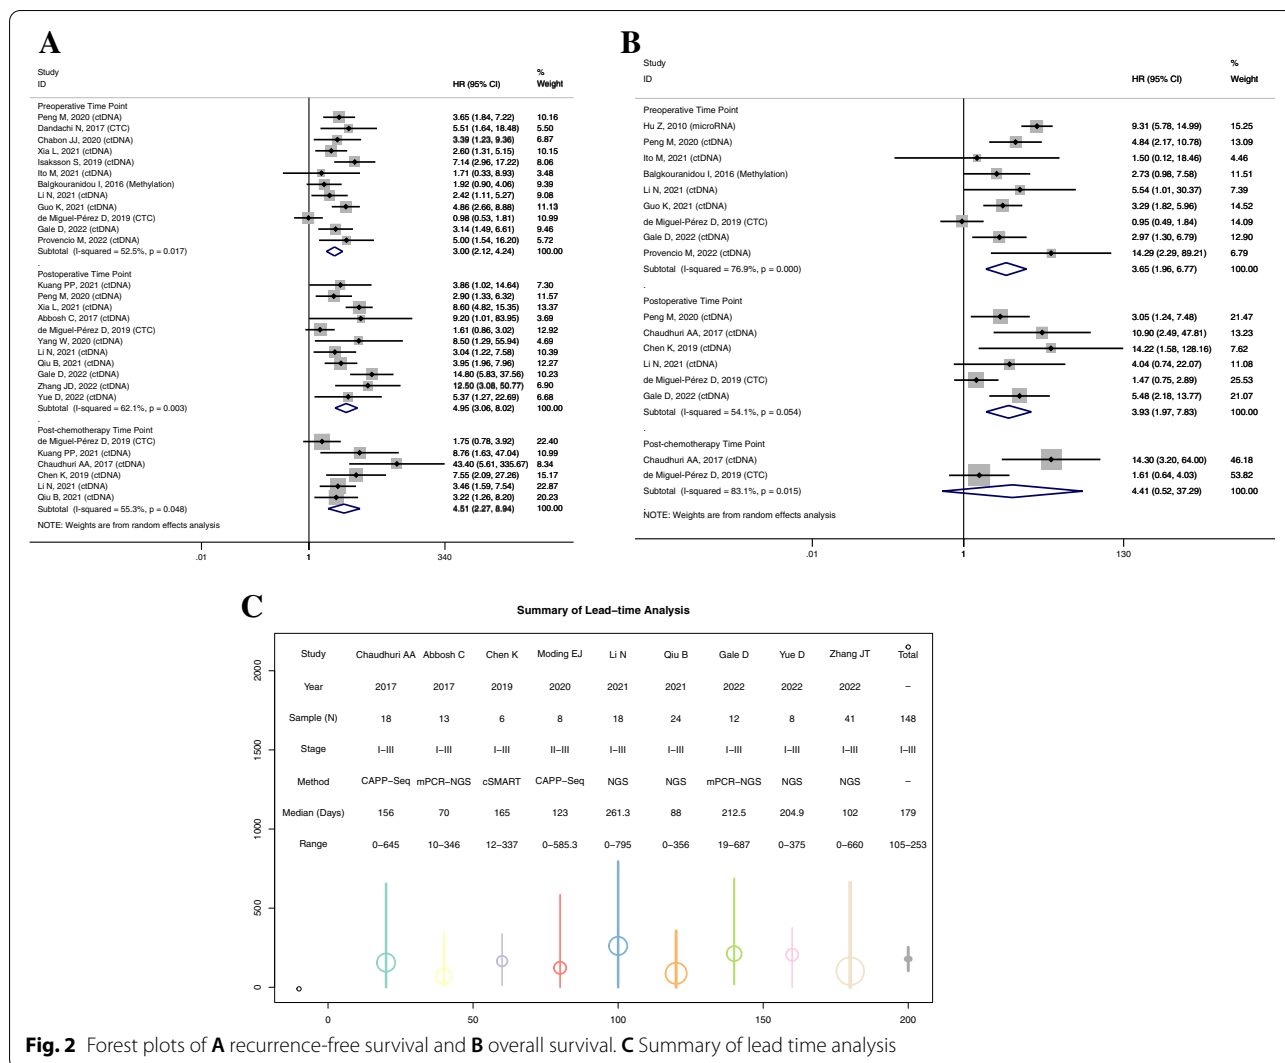 A
Study
ID HR (95% CI) % Weight
Preoperative Time Point
Peng M, 2020 (ctDNA) 3.65 (1.84, 7.22) 10.16
Dandachi N, 2017 (CTC) 5.51 (1.64, 18.48) 5.50
Chabon JJ, 2020 (ctDNA) 3.39 (1.23, 9.36) 6.87
Xia L, 2021 (ctDNA) 2.60 (1.31, 5.15) 10.15
Isaksson S, 2019 (ctDNA) 7.14 (2.96, 17.22) 8.06
Ito M, 2021 (ctDNA) 1.71 (0.33, 8.93) 3.48
Balgkouranidou I, 2016 (Methylation) 1.92 (0.90, 4.06) 9.39
Li N, 2021 (ctDNA) 2.42 (1.11, 5.27) 9.08
Guo K, 2021 (ctDNA) 4.86 (2.66, 8.88) 11.13
de Miguel-Pérez D, 2019 (CTC) 0.98 (0.53, 1.81) 10.99
Gale D, 2022 (ctDNA) 3.14 (1.49, 6.61) 9.46
Provencio M, 2022 (ctDNA) 5.00 (1.54, 16.20) 5.72
Subtotal (I-squared = 52.5%, p = 0.017) 3.00 (2.12, 4.24) 100.00
.
Postoperative Time Point
Kuang PP, 2021 (ctDNA) 3.86 (1.02, 14.64) 7.30
Peng M, 2020 (ctDNA) 2.90 (1.33, 6.32) 11.57
Xia L, 2021 (ctDNA) 8.60 (4.82, 15.35) 13.37
Abbosh C, 2017 (ctDNA) 9.20 (1.01, 83.95) 3.69
de Miguel-Pérez D, 2019 (CTC) 1.61 (0.86, 3.02) 12.92
Yang W, 2020 (ctDNA) 8.50 (1.29, 55.94) 4.69
Li N, 2021 (ctDNA) 3.04 (1.22, 7.58) 10.39
Qiu B, 2021 (ctDNA) 3.95 (1.96, 7.96) 12.27
Gale D, 2022 (ctDNA) 14.80 (5.83, 37.56) 10.23
Zhang JD, 2022 (ctDNA) 12.50 (3.08, 50.77) 6.90
Yue D, 2022 (ctDNA) 5.37 (1.27, 22.69) 6.68
Subtotal (I-squared = 62.1%, p = 0.003) 4.95 (3.06, 8.02) 100.00
.
Post-chemotherapy Time Point
de Miguel-Pérez D, 2019 (CTC) 1.75 (0.78, 3.92) 22.40
Kuang PP, 2021 (ctDNA) 8.76 (1.63, 47.04) 10.99
Chaudhuri AA, 2017 (ctDNA) 43.40 (5.61, 335.67) 8.34
Chen K, 2019 (ctDNA) 7.55 (2.09, 27.26) 15.17
Li N, 2021 (ctDNA) 3.46 (1.59, 7.54) 22.87
Qiu B, 2021 (ctDNA) 3.22 (1.26, 8.20) 20.23
Subtotal (I-squared = 55.3%, p = 0.048) 4.51 (2.27, 8.94) 100.00
NOTE: Weights are from random effects analysis
.01 1 340
B
Study
ID HR (95% CI) % Weight
Preoperative Time Point
Hu Z, 2010 (microRNA) 9.31 (5.78, 14.99) 15.25
Peng M, 2020 (ctDNA) 4.84 (2.17, 10.78) 13.09
Ito M, 2021 (ctDNA) 1.50 (0.12, 18.46) 4.46
Balgkouranidou I, 2016 (Methylation) 2.73 (0.98, 7.58) 11.51
Li N, 2021 (ctDNA) 5.54 (1.01, 30.37) 7.39
Guo K, 2021 (ctDNA) 3.29 (1.82, 5.96) 14.52
de Miguel-Pérez D, 2019 (CTC) 0.95 (0.49, 1.84) 14.09
Gale D, 2022 (ctDNA) 2.97 (1.30, 6.79) 12.90
Provencio M, 2022 (ctDNA) 14.29 (2.29, 89.21) 6.79
Subtotal (I-squared = 76.9%, p = 0.000) 3.65 (1.96, 6.77) 100.00
.
Postoperative Time Point
Peng M, 2020 (ctDNA) 3.05 (1.24, 7.48) 21.47
Chaudhuri AA, 2017 (ctDNA) 10.90 (2.49, 47.81) 13.23
Chen K, 2019 (ctDNA) 14.22 (1.58, 128.16) 7.62
Li N, 2021 (ctDNA) 4.04 (0.74, 22.07) 11.08
de Miguel-Pérez D, 2019 (CTC) 1.47 (0.75, 2.89) 25.53
Gale D, 2022 (ctDNA) 5.48 (2.18, 13.77) 21.07
Subtotal (I-squared = 54.1%, p = 0.054) 3.93 (1.97, 7.83) 100.00
.
Post-chemotherapy Time Point
Chaudhuri AA, 2017 (ctDNA) 14.30 (3.20, 64.00) 46.18
de Miguel-Pérez D, 2019 (CTC) 1.61 (0.64, 4.03) 53.82
Subtotal (I-squared = 83.1%, p = 0.015) 4.41 (0.52, 37.29) 100.00
.
NOTE: Weights are from random effects analysis
.01 1 130
C
Summary of Lead–time Analysis
Study Chaudhuri AA Abbosh C Chen K Moding EJ Li N Qiu B Gale D Yue D Zhang JT Total
Year 2017 2017 2019 2020 2021 2021 2022 2022 2022 –
Sample (N) 18 13 6 8 18 24 12 8 41 148
Stage I–III I–III I–III II–III I–III I–III I–III I–III I–III I–III
Method CAPP–Seq mPCR–NGS cSMART CAPP–Seq NGS NGS mPCR–NGS NGS NGS –
Median (Days) 156 70 165 123 261.3 88 212.5 204.9 102 179
Range 0–645 10–346 12–337 0–585.3 0–795 0–356 19–687 0–375 0–660 105–253
2000
1500
1000
500
0
0 50 100 150 200
Fig. 2 Forest plots of A recurrence-free survival and B overall survival. C Summary of lead time analysis